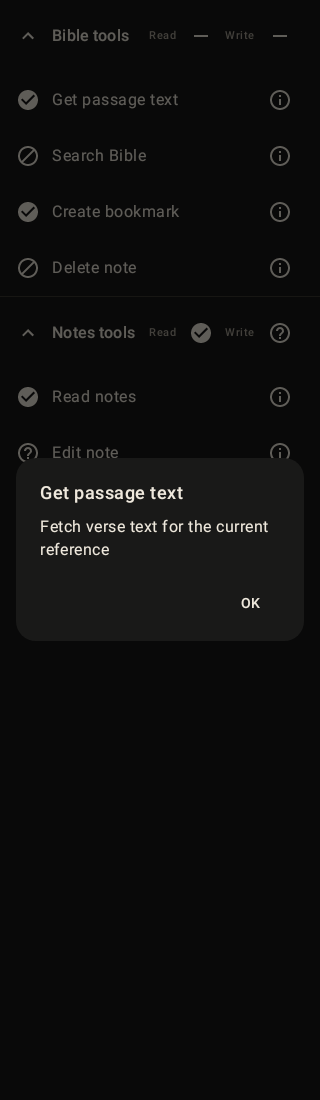 Bible tools Read Write
Get passage text
Search Bible
Create bookmark
Delete note
Notes tools Read Write
Read notes
Edit note
Get passage text
Fetch verse text for the current
reference
OK